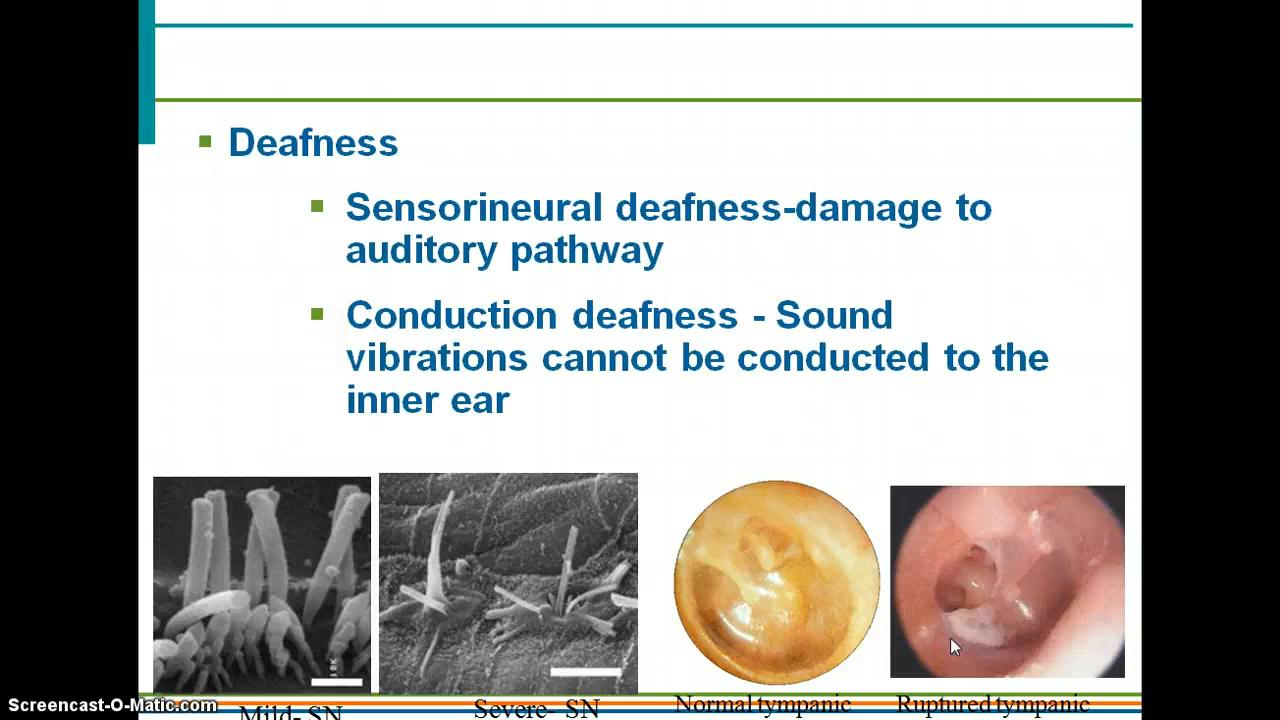 Deafness
Sensorineural deafness-damage to
auditory pathway
Conduction deafness - Sound
vibrations cannot be conducted to the
inner ear
Mild- SN
Severe- SN
Normal tympanic
Ruptured tympanic
Screencast-O-Matic.com